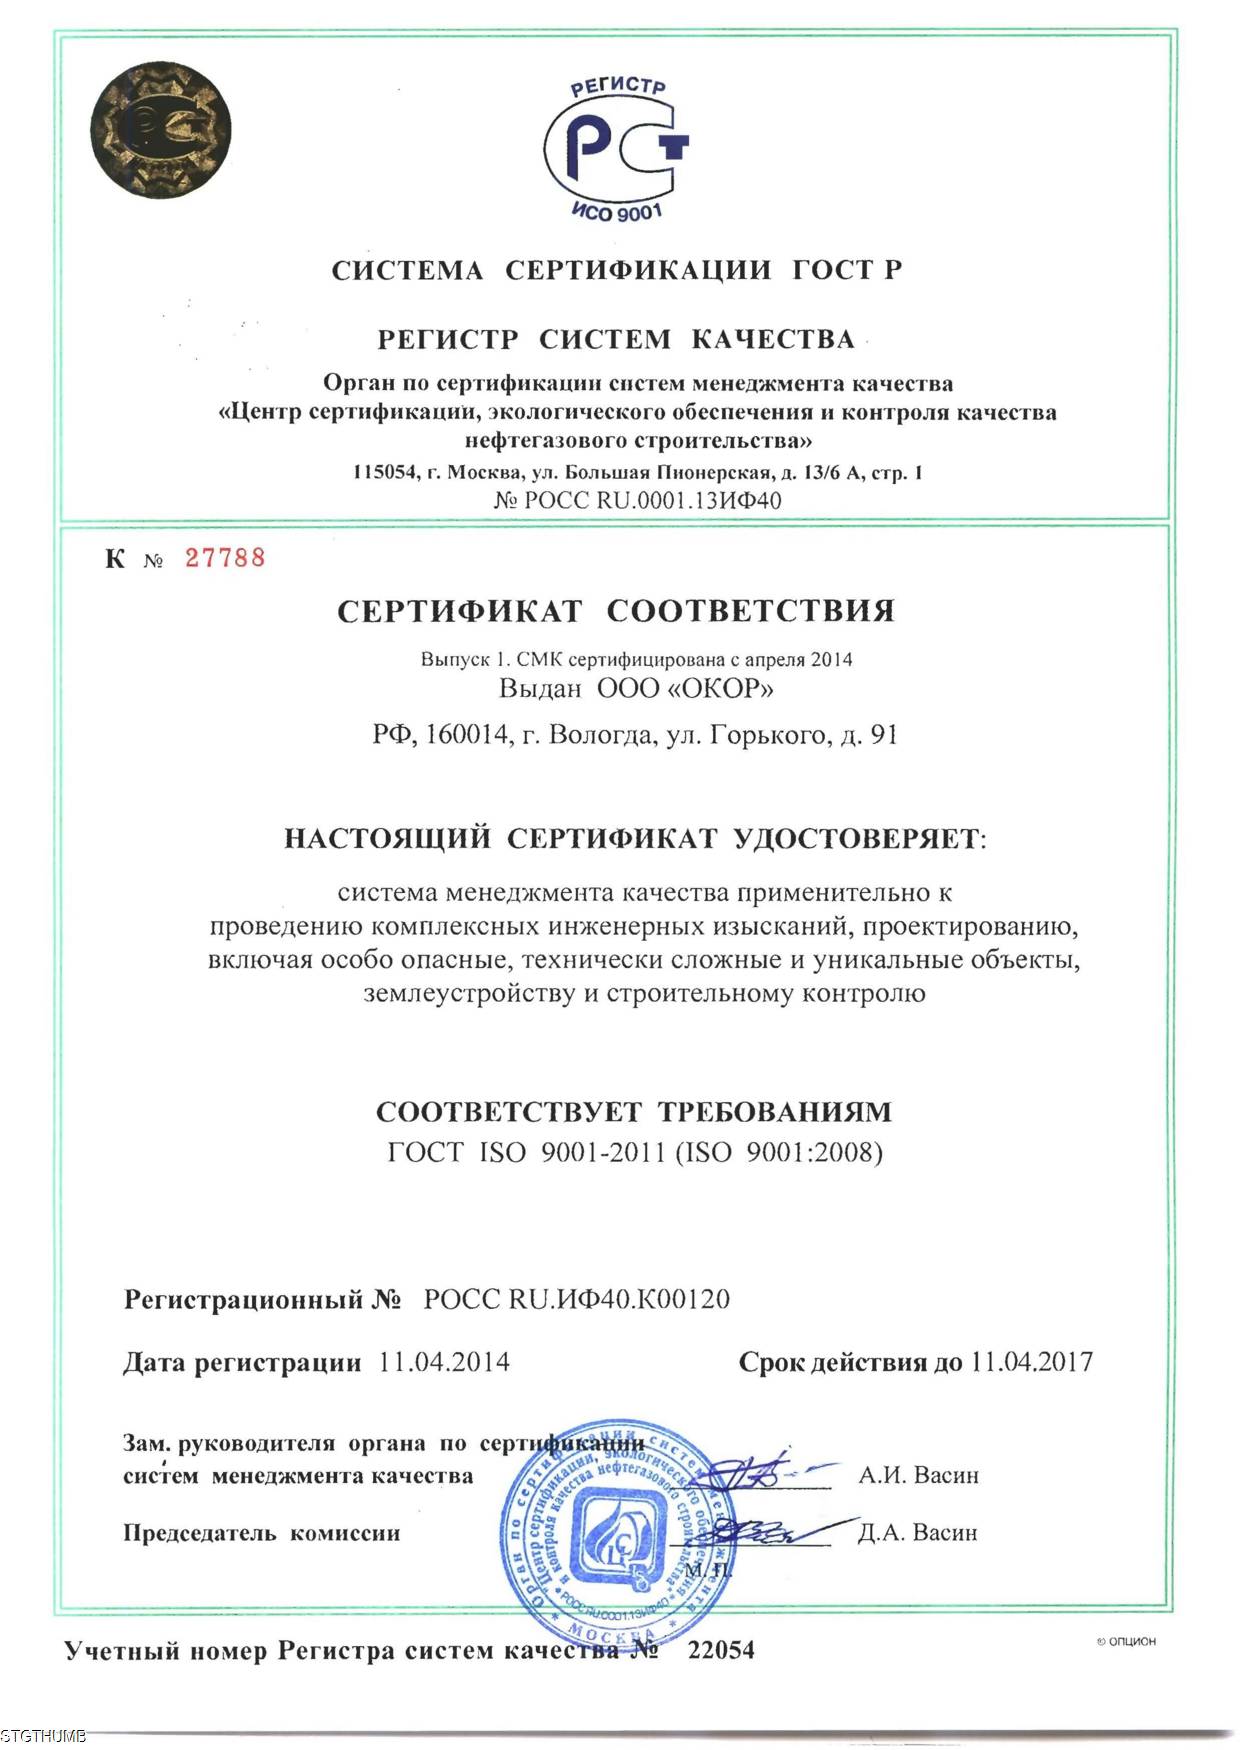 РЕГИСТР
РСТ
ИСО 9001
СИСТЕМА СЕРТИФИКАЦИИ ГОСТ Р
РЕГИСТР СИСТЕМ КАЧЕСТВА
Орган по сертификации систем менеджмента качества
«Центр сертификации, экологического обеспечения и контроля качества
нефтегазового строительства»
115054, г. Москва, ул. Большая Пионерская, д. 13/6 А, стр. 1
№ РОСС RU.0001.13ИФ40
К № 27788
СЕРТИФИКАТ СООТВЕТСТВИЯ
Выпуск 1. СМК сертифицирована с апреля 2014
Выдан ООО «ОКОР»
РФ, 160014, г. Вологда, ул. Горького, д. 91
НАСТОЯЩИЙ СЕРТИФИКАТ УДОСТОВЕРЯЕТ:
система менеджмента качества применительно к
проведению комплексных инженерных изысканий, проектированию,
включая особо опасные, технически сложные и уникальные объекты,
землеустройству и строительному контролю
СООТВЕТСТВУЕТ ТРЕБОВАНИЯМ
ГОСТ ISO 9001-2011 (ISO 9001:2008)
Регистрационный № РОСС RU.ИФ40.К00120
Дата регистрации 11.04.2014 Срок действия до 11.04.2017
Зам. руководителя органа по сертификации
систем менеджмента качества А.И. Васин
Председатель комиссии Д.А. Васин
М. П.
Орган по сертификации систем менеджмента
"Центр сертификации, экологического обеспечения
и контроля качества нефтегазового строительства"
* РОСС RU.0001.13ИФ40 *
* МОСКВА *
Учетный номер Регистра систем качества № 22054
© ОПЦИОН
STGTHUMB